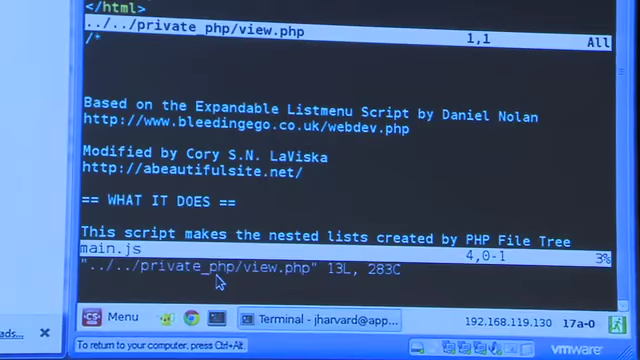 </html>
../../private_php/view.php 1,1 All
/*
Based on the Expandable Listmenu Script by Daniel Nolan
http://www.bleedingego.co.uk/webdev.php
Modified by Cory S.N. LaViska
http://abeautifulsite.net/
== WHAT IT DOES ==
This script makes the nested lists created by PHP File Tree
main.js 4,0-1 3%
"../../private_php/view.php" 13L, 283C
CS Menu Terminal - jharvard@app... 192.168.119.130 17a-0
ads... x
To return to your computer, press Ctrl+Alt vmware